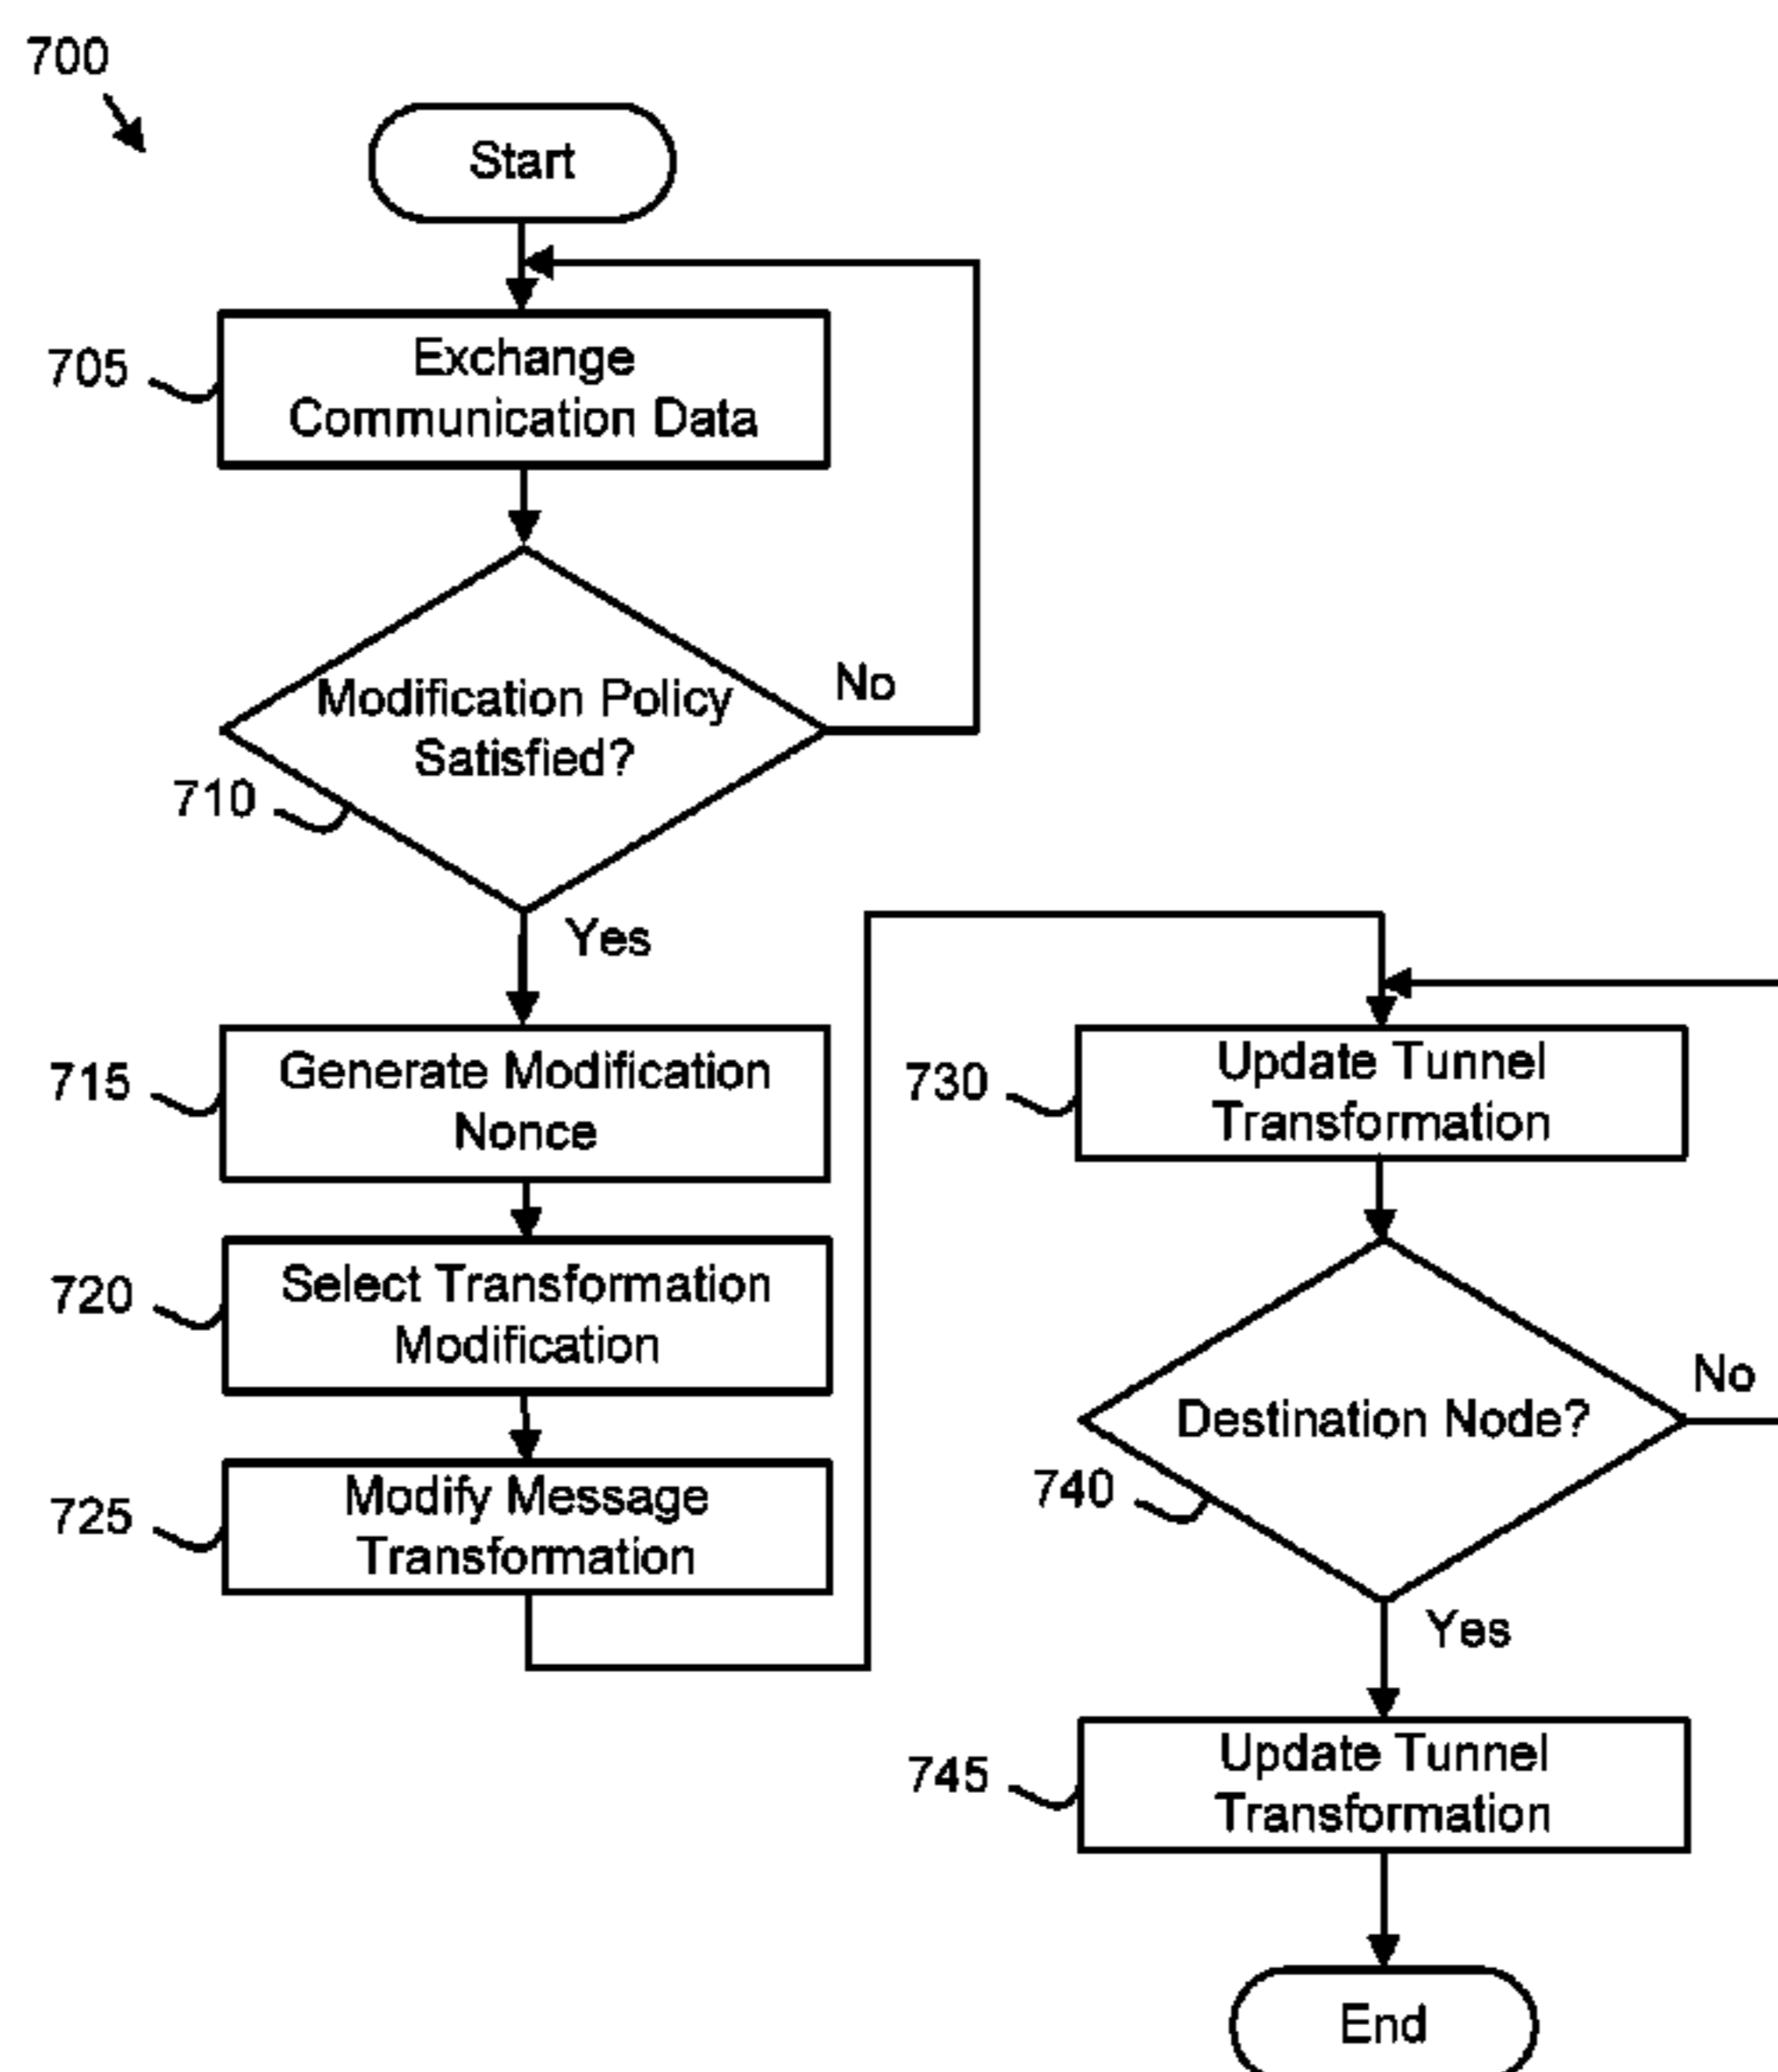 700
Start
705
Exchange
Communication Data
Modification Policy
Satisfied?
No
710
Yes
715
Generate Modification
Nonce
720
Select Transformation
Modification
725
Modify Message
Transformation
730
Update Tunnel
Transformation
Destination Node?
No
740
Yes
745
Update Tunnel
Transformation
End